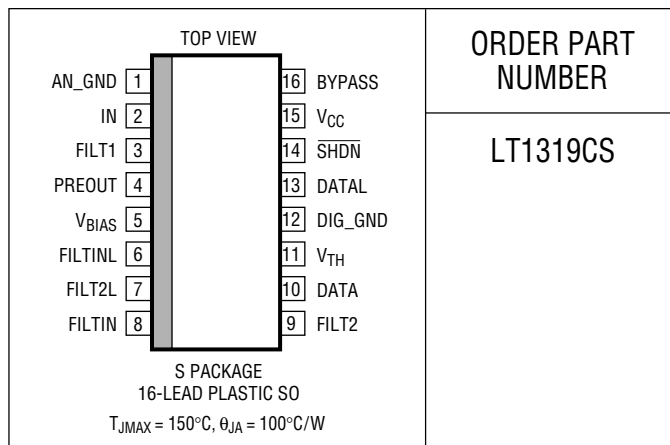 TOP VIEW
AN_GND 1
IN 2
FILT1 3
PREOUT 4
VBIAS 5
FILTINL 6
FILT2L 7
FILTIN 8
16 BYPASS
15 VCC
14 SHDN
13 DATAL
12 DIG_GND
11 VTH
10 DATA
9 FILT2
S PACKAGE
16-LEAD PLASTIC SO
TJMAX = 150°C, θJA = 100°C/W
ORDER PART
NUMBER
LT1319CS